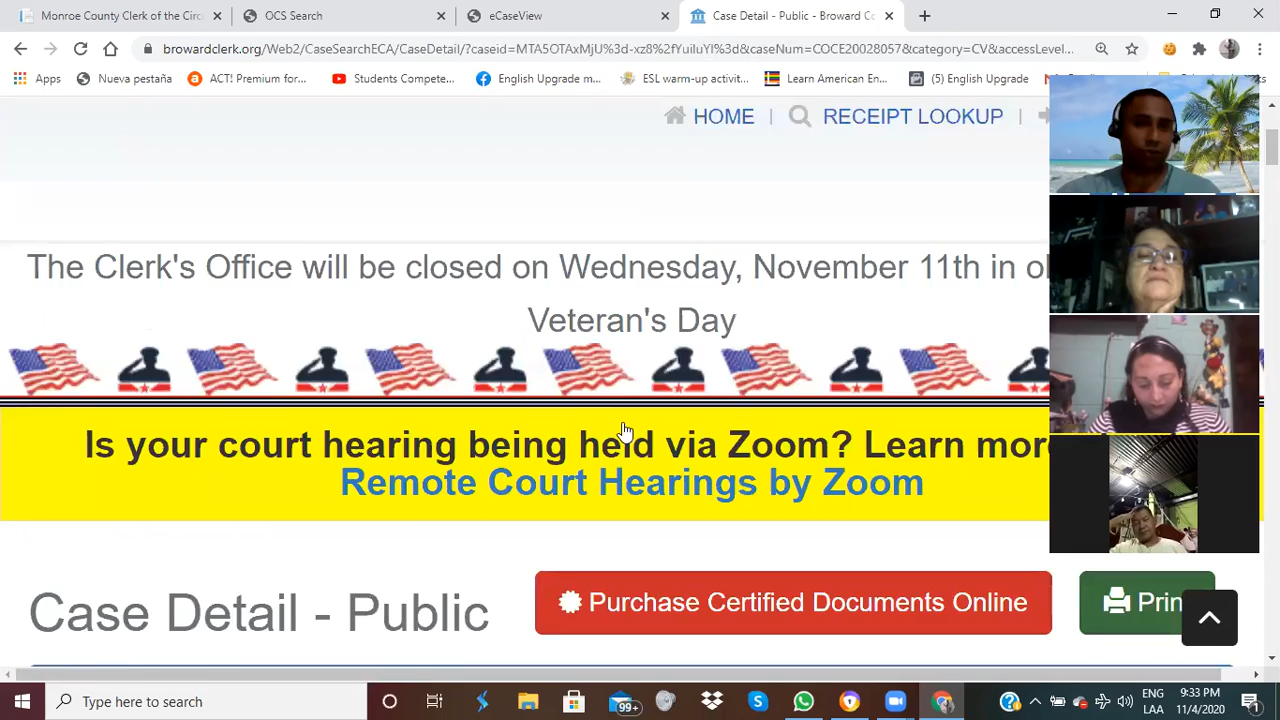 Monroe County Clerk of the Circ
OCS Search
eCaseView
Case Detail - Public - Broward Co
browardclerk.org/Web2/CaseSearchECA/CaseDetail/?caseid=MTA5OTAxMjU%3d-xz8%2fYuiluYI%3d&caseNum=COCE20028057&category=CV&accessLevel...
Apps
Nueva pestaña
ACT! Premium for...
Students Compete...
English Upgrade m...
ESL warm-up activit...
Learn American En...
(5) English Upgrade
HOME | RECEIPT LOOKUP |
The Clerk's Office will be closed on Wednesday, November 11th in ob
Veteran's Day
Is your court hearing being held via Zoom? Learn more
Remote Court Hearings by Zoom
Case Detail - Public
Purchase Certified Documents Online
Prin
Type here to search
99+
ENG
LAA
9:33 PM
11/4/2020
1